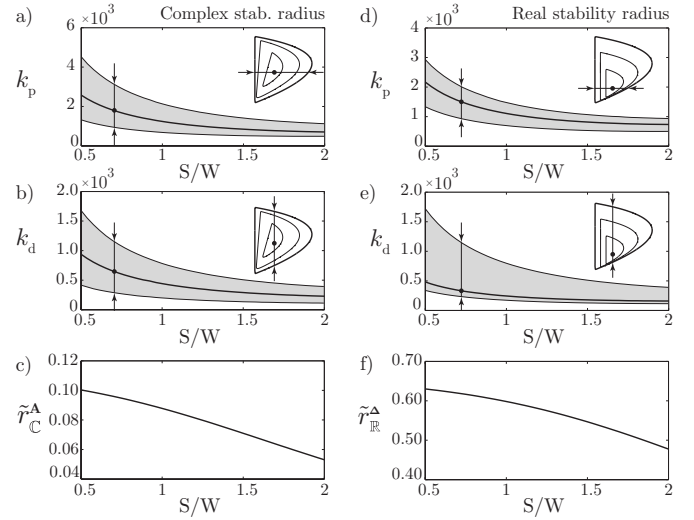 a) Complex stab. radius
6 ×10³
4
2
0
kₚ
0.5 1 1.5 2
S/W
d) Real stability radius
4 ×10³
3
2
1
0
kₚ
0.5 1 1.5 2
S/W
b)
2.0 ×10³
1.5
1.0
0.5
0
k_d
0.5 1 1.5 2
S/W
e)
2.0 ×10³
1.5
1.0
0.5
0
k_d
0.5 1 1.5 2
S/W
c)
0.12
0.10
0.08
0.06
0.04
r̃_ℂ^A
0.5 1 1.5 2
S/W
f)
0.70
0.60
0.50
0.40
r̃_ℝ^Δ
0.5 1 1.5 2
S/W